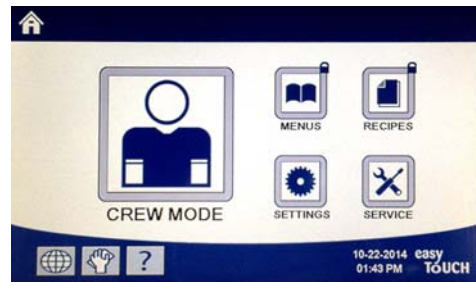 MENUS
RECIPES
CREW MODE
SETTINGS
SERVICE
?
10-22-2014
01:43 PM
easy
ToUCH